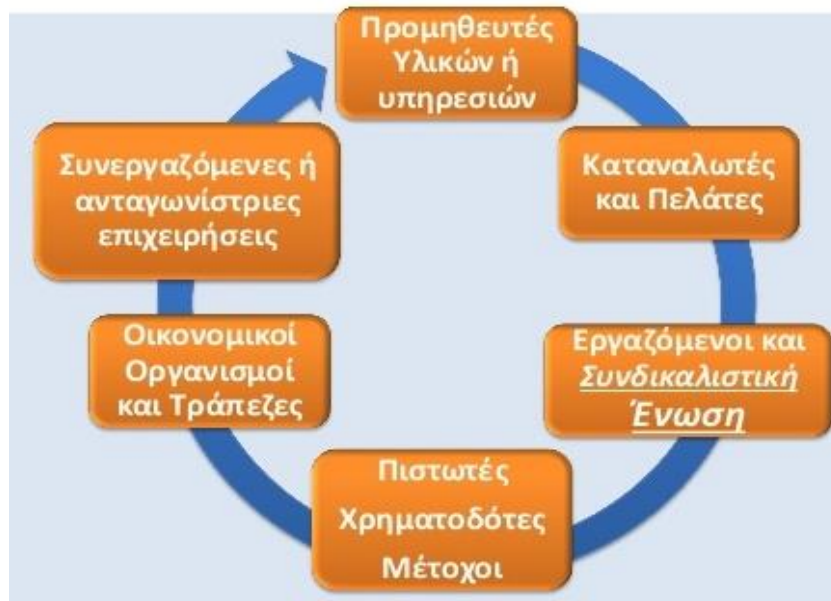 Προμηθευτές
Υλικών ή
υπηρεσιών
Καταναλωτές
και Πελάτες
Εργαζόμενοι και
Συνδικαλιστική
Ένωση
Πιστωτές
Χρηματοδότες
Μέτοχοι
Οικονομικοί
Οργανισμοί
και Τράπεζες
Συνεργαζόμενες ή
ανταγωνίστριες
επιχειρήσεις